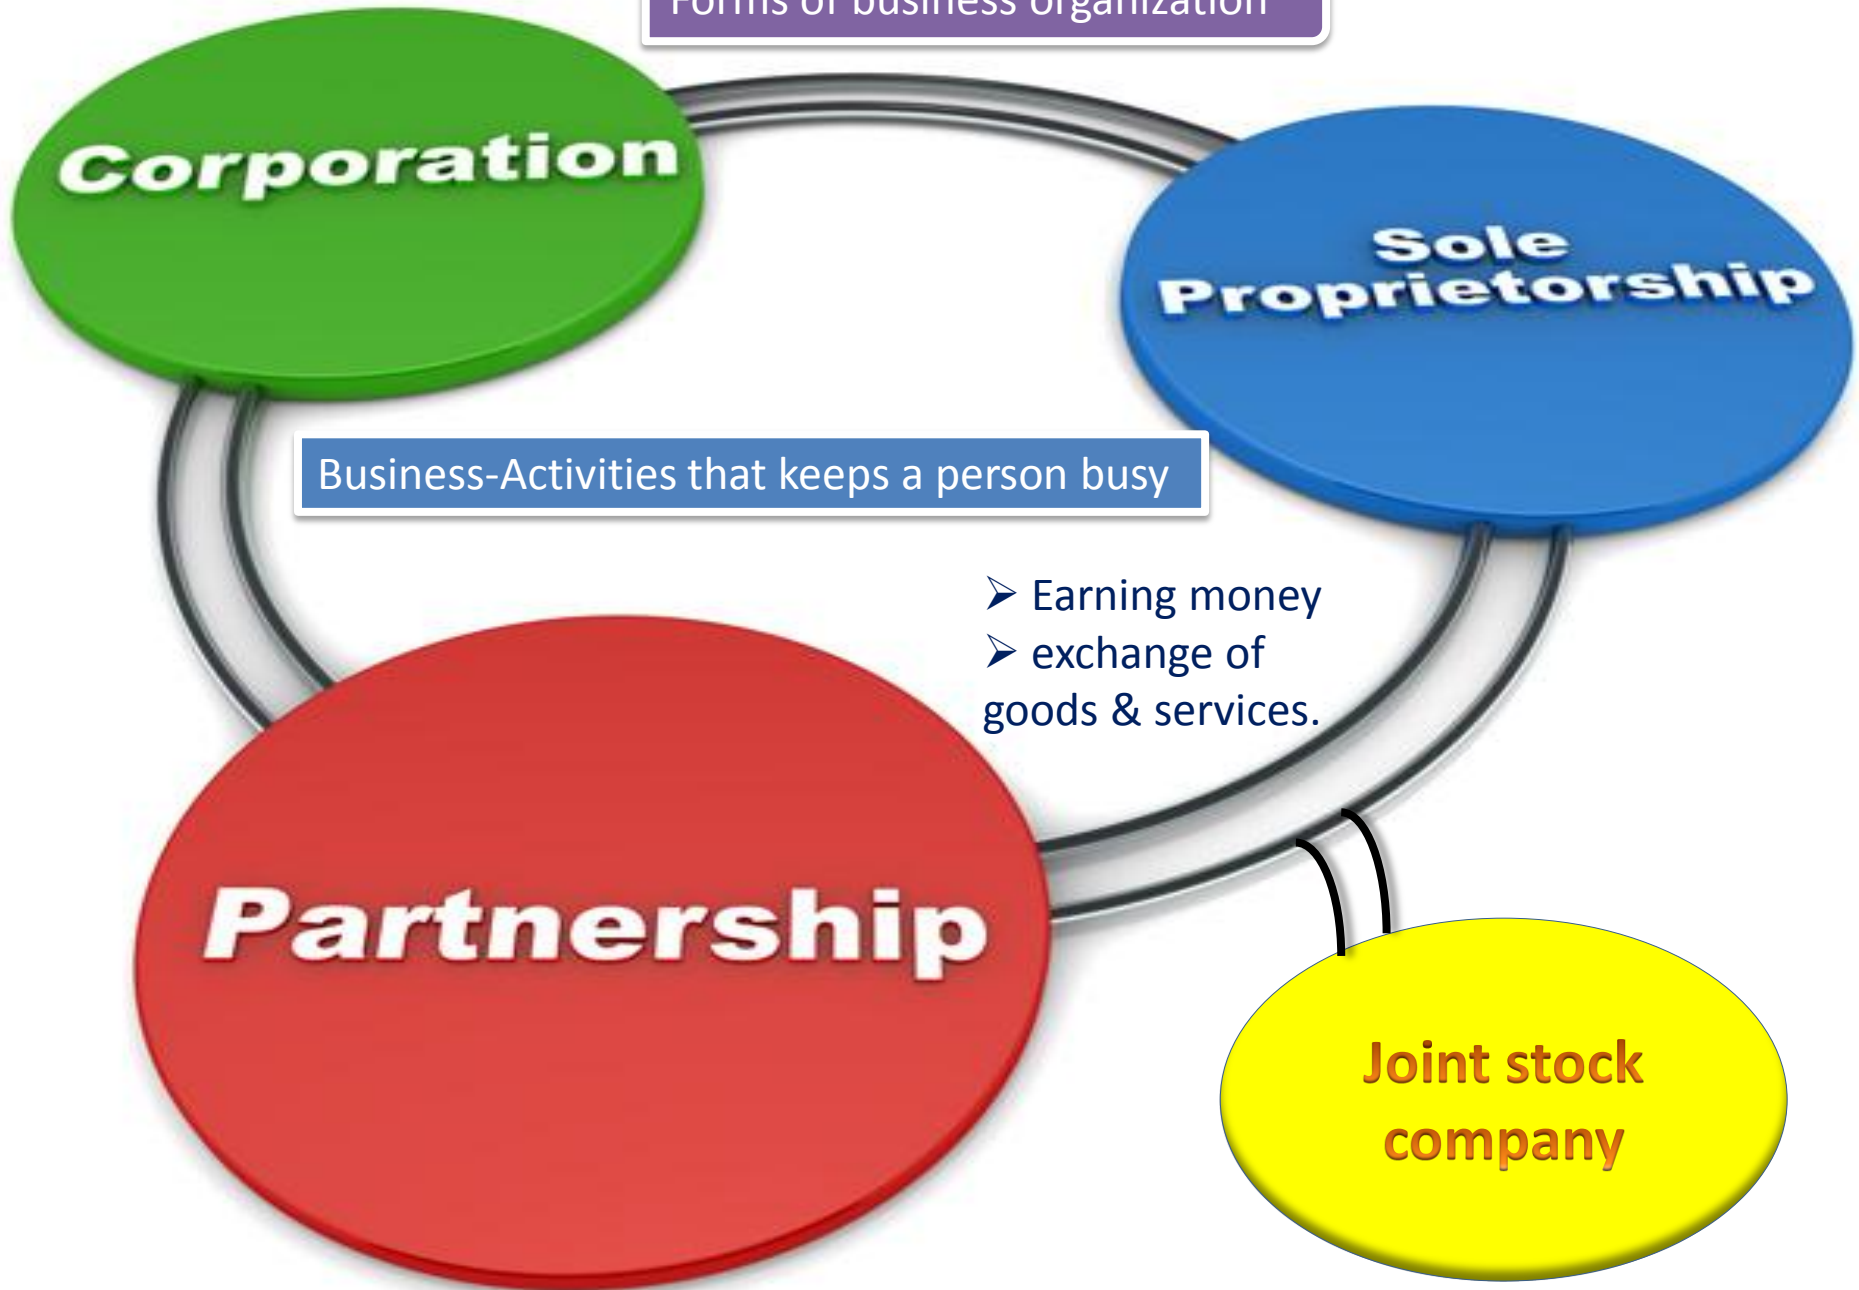 Forms of business organization
Corporation
Sole
Proprietorship
Business-Activities that keeps a person busy
➢ Earning money
➢ exchange of
goods & services.
Partnership
Joint stock
company